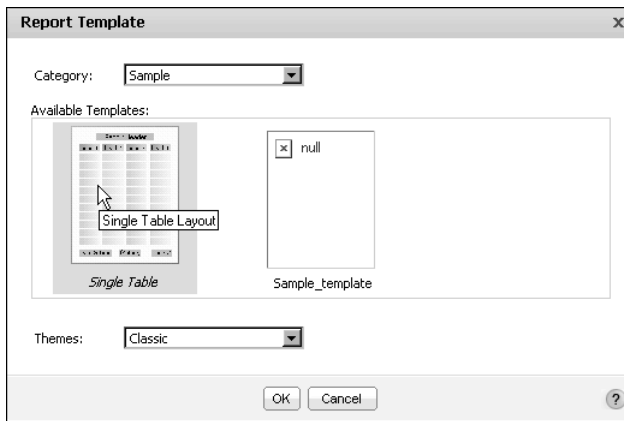 Report Template x
Category: Sample
Available Templates:
null
Single Table Layout
Single Table
Sample_template
Themes: Classic
OK Cancel ?